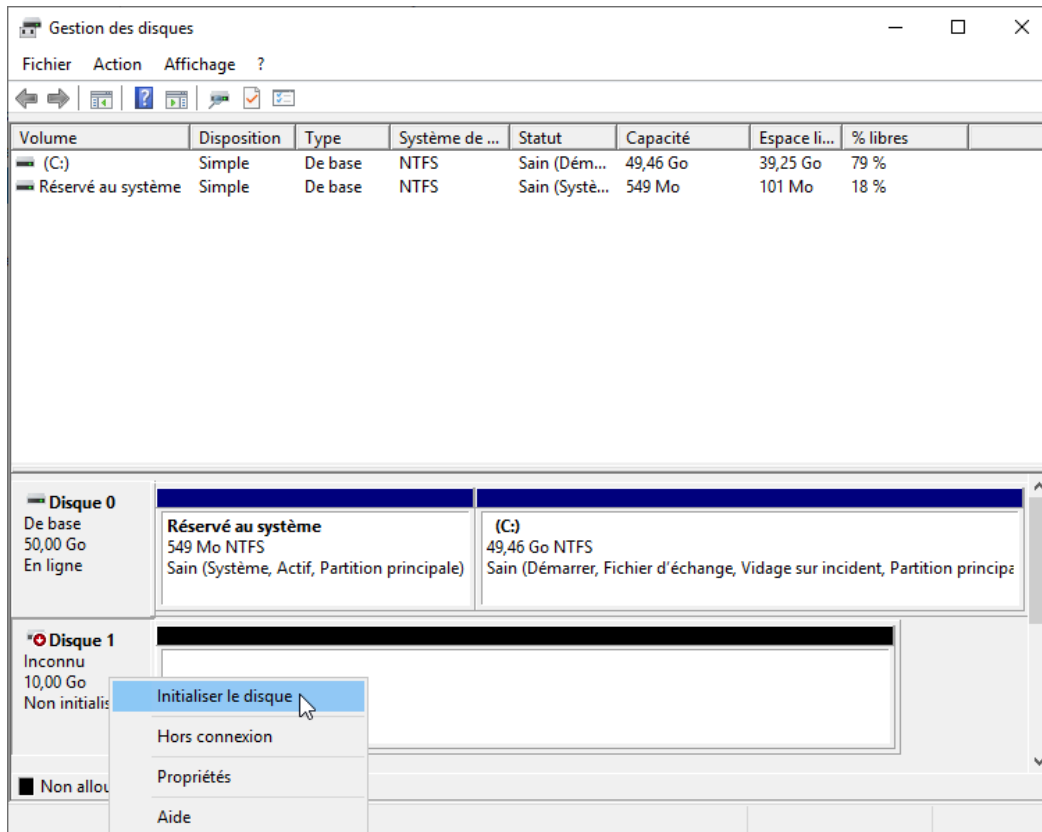 Gestion des disques
Fichier Action Affichage ?
Volume Disposition Type Système de ... Statut Capacité Espace li... % libres
(C:) Simple De base NTFS Sain (Dém... 49,46 Go 39,25 Go 79 %
Réservé au système Simple De base NTFS Sain (Systè... 549 Mo 101 Mo 18 %
Disque 0
De base
50,00 Go
En ligne
Réservé au système
549 Mo NTFS
Sain (Système, Actif, Partition principale)
(C:)
49,46 Go NTFS
Sain (Démarrer, Fichier d'échange, Vidage sur incident, Partition principa
Disque 1
Inconnu
10,00 Go
Non initialis
Initialiser le disque
Hors connexion
Propriétés
Aide
Non allou